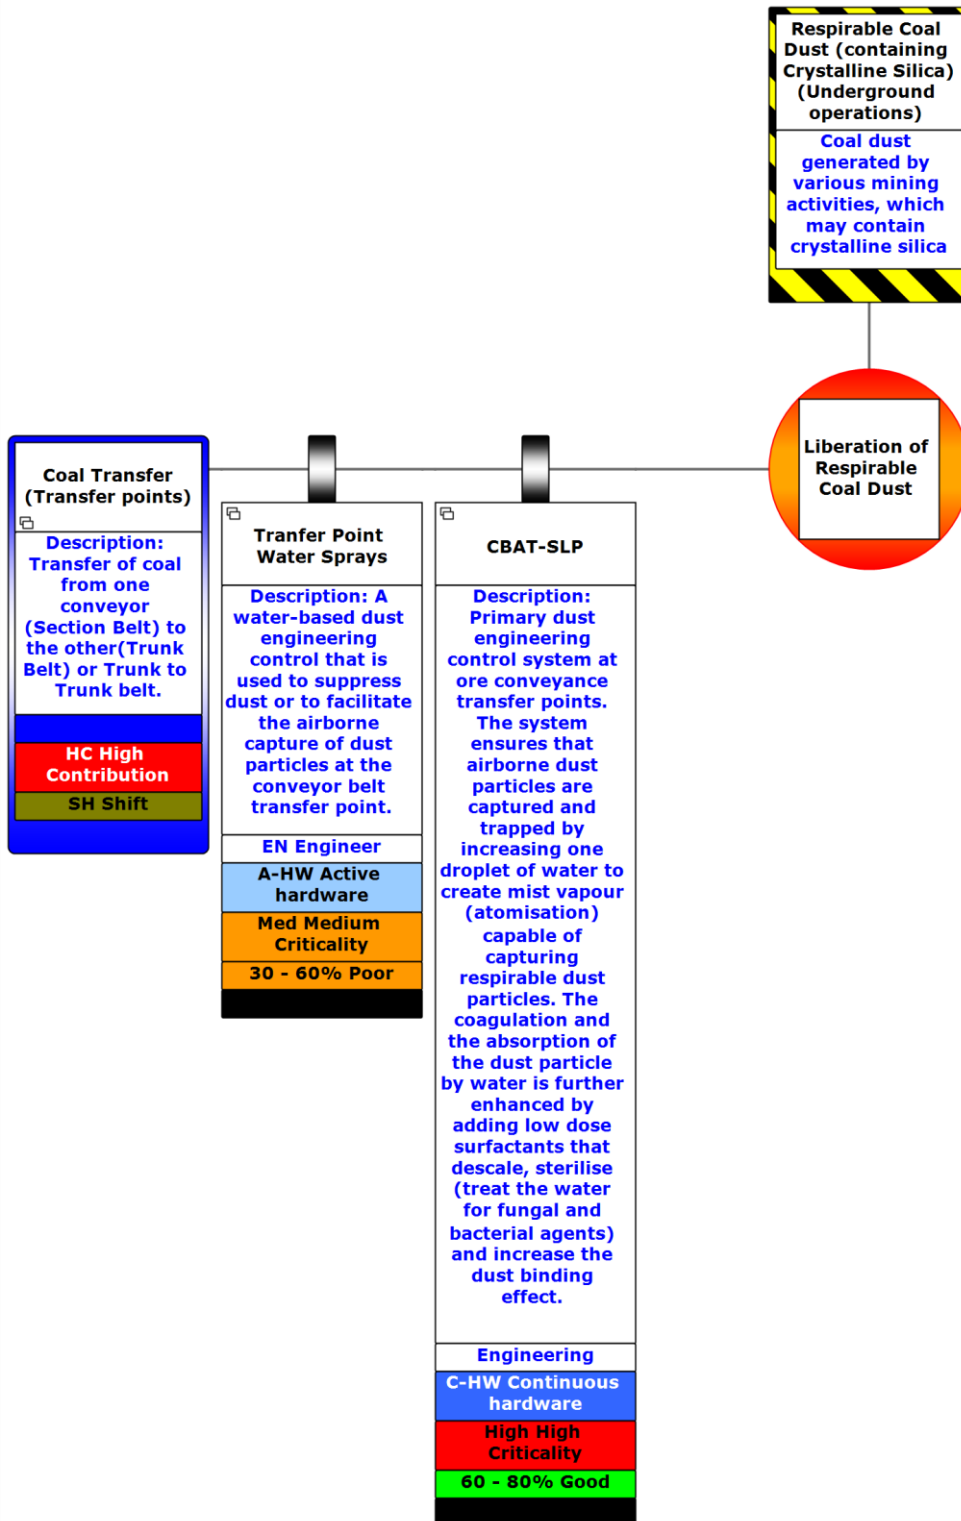 Respirable Coal
Dust (containing
Crystalline Silica)
(Underground
operations)
Coal dust
generated by
various mining
activities, which
may contain
crystalline silica
Liberation of
Respirable
Coal Dust
Coal Transfer
(Transfer points)
Description:
Transfer of coal
from one
conveyor
(Section Belt) to
the other(Trunk
Belt) or Trunk to
Trunk belt.
HC High
Contribution
SH Shift
Tranfer Point
Water Sprays
Description: A
water-based dust
engineering
control that is
used to suppress
dust or to facilitate
the airborne
capture of dust
particles at the
conveyor belt
transfer point.
EN Engineer
A-HW Active
hardware
Med Medium
Criticality
30 - 60% Poor
CBAT-SLP
Description:
Primary dust
engineering
control system at
ore conveyance
transfer points.
The system
ensures that
airborne dust
particles are
captured and
trapped by
increasing one
droplet of water to
create mist vapour
(atomisation)
capable of
capturing
respirable dust
particles. The
coagulation and
the absorption of
the dust particle
by water is further
enhanced by
adding low dose
surfactants that
descale, sterilise
(treat the water
for fungal and
bacterial agents)
and increase the
dust binding
effect.
Engineering
C-HW Continuous
hardware
High High
Criticality
60 - 80% Good